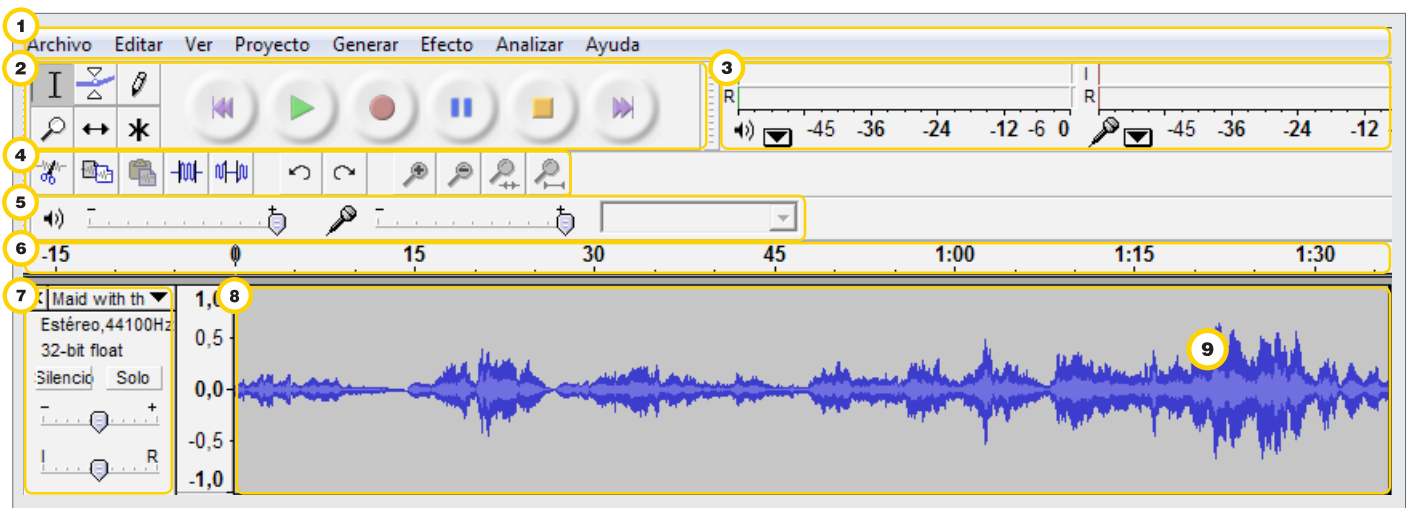 1
Archivo Editar Ver Proyecto Generar Efecto Analizar Ayuda
2
3
I
R
R
-45 -36 -24 -12 -6 0
-45 -36 -24 -12
4
5
- +
- +
6
-15 0 15 30 45 1:00 1:15 1:30
7
X Maid with th
8
9
1,0
Estéreo,44100Hz
0,5
32-bit float
Silencio Solo
0,0
- +
-0,5
I R
-1,0